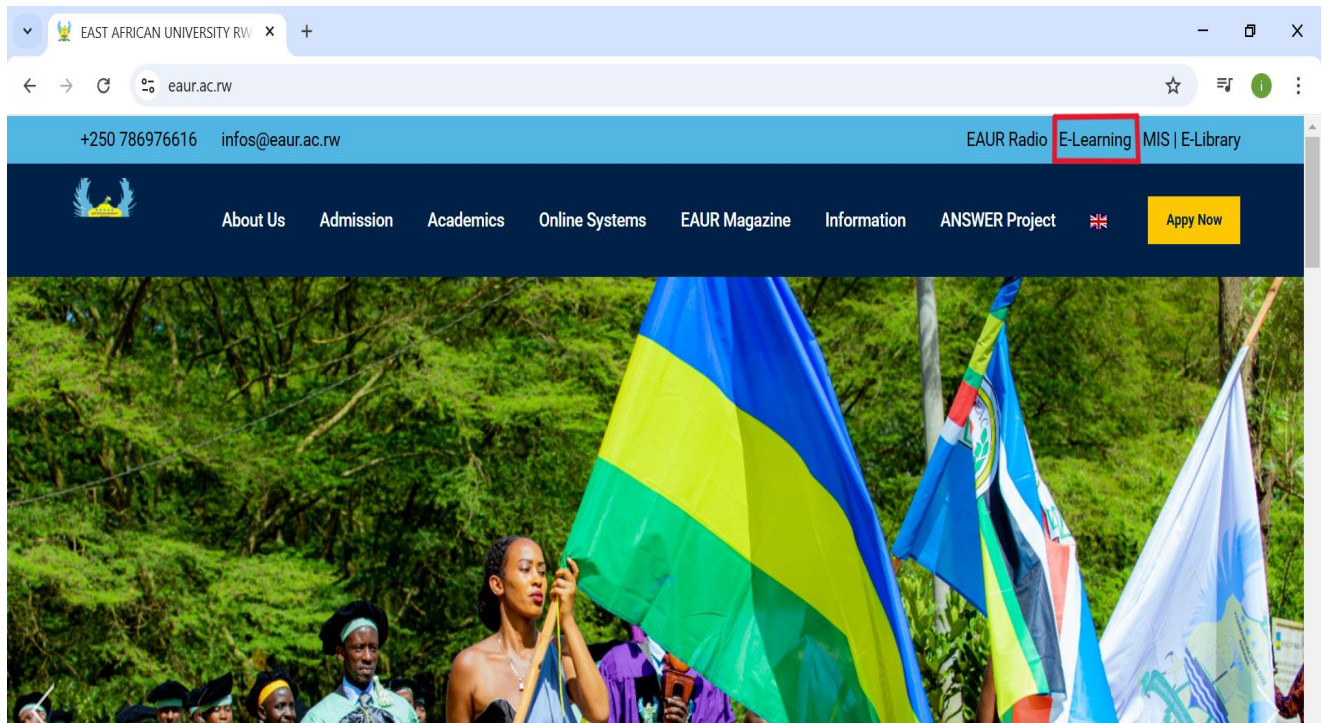 EAST AFRICAN UNIVERSITY RW
eaur.ac.rw
i
+250 786976616 infos@eaur.ac.rw EAUR Radio E-Learning MIS | E-Library
About Us Admission Academics Online Systems EAUR Magazine Information ANSWER Project Appy Now